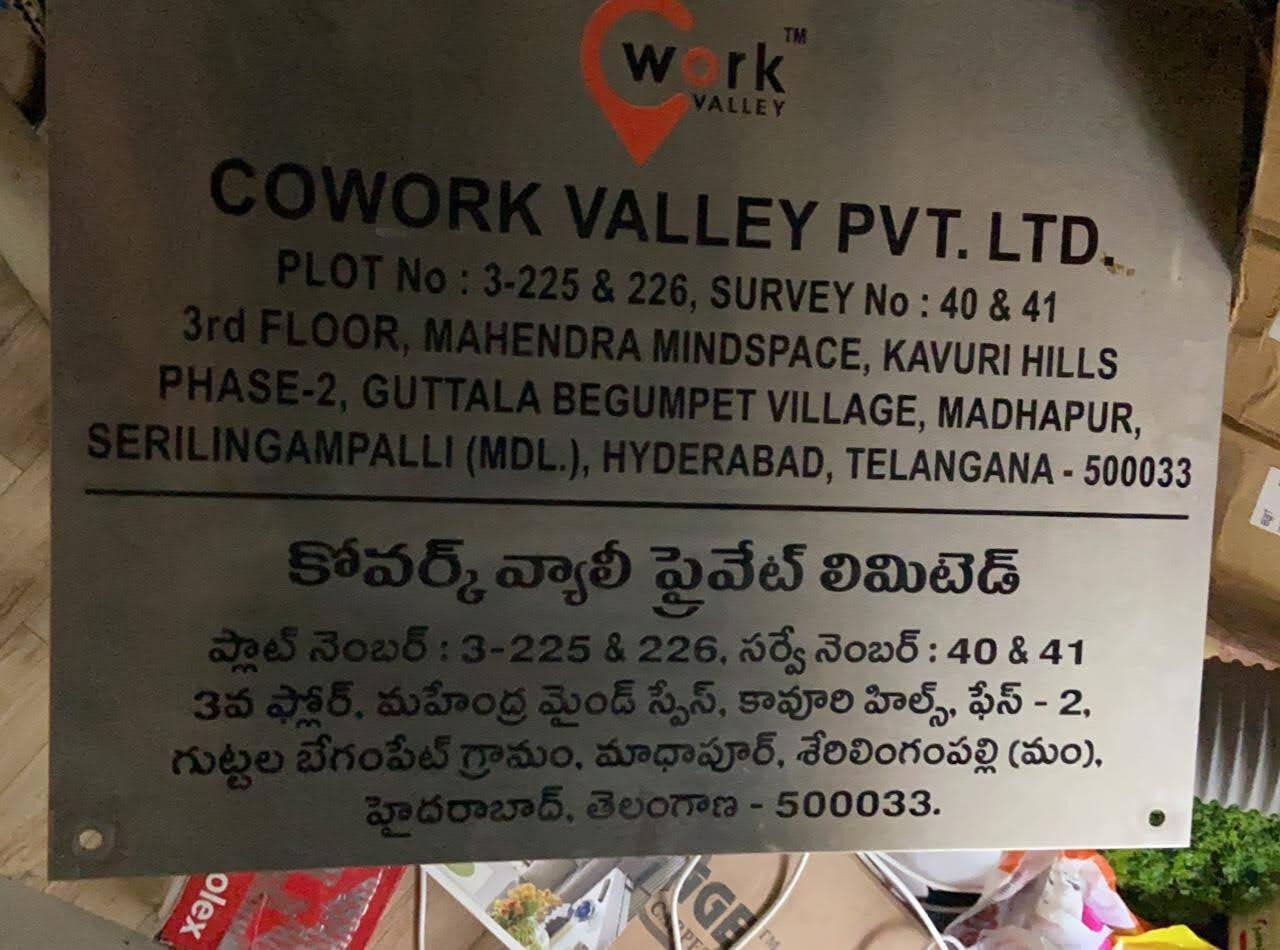 Work™
VALLEY
COWORK VALLEY PVT. LTD.
PLOT No : 3-225 & 226, SURVEY No : 40 & 41
3rd FLOOR, MAHENDRA MINDSPACE, KAVURI HILLS
PHASE-2, GUTTALA BEGUMPET VILLAGE, MADHAPUR,
SERILINGAMPALLI (MDL.), HYDERABAD, TELANGANA - 500033
కోవర్క్ వ్యాలీ ప్రైవేట్ లిమిటెడ్
ప్లాట్ నెంబర్ : 3-225 & 226, సర్వే నెంబర్ : 40 & 41
3వ ఫ్లోర్, మహేంద్ర మైండ్ స్పేస్, కావూరి హిల్స్, ఫేస్ - 2,
గుట్టల బేగంపేట్ గ్రామం, మాధాపూర్, శేరిలింగంపల్లి (మం),
హైదరాబాద్, తెలంగాణ - 500033.
olex